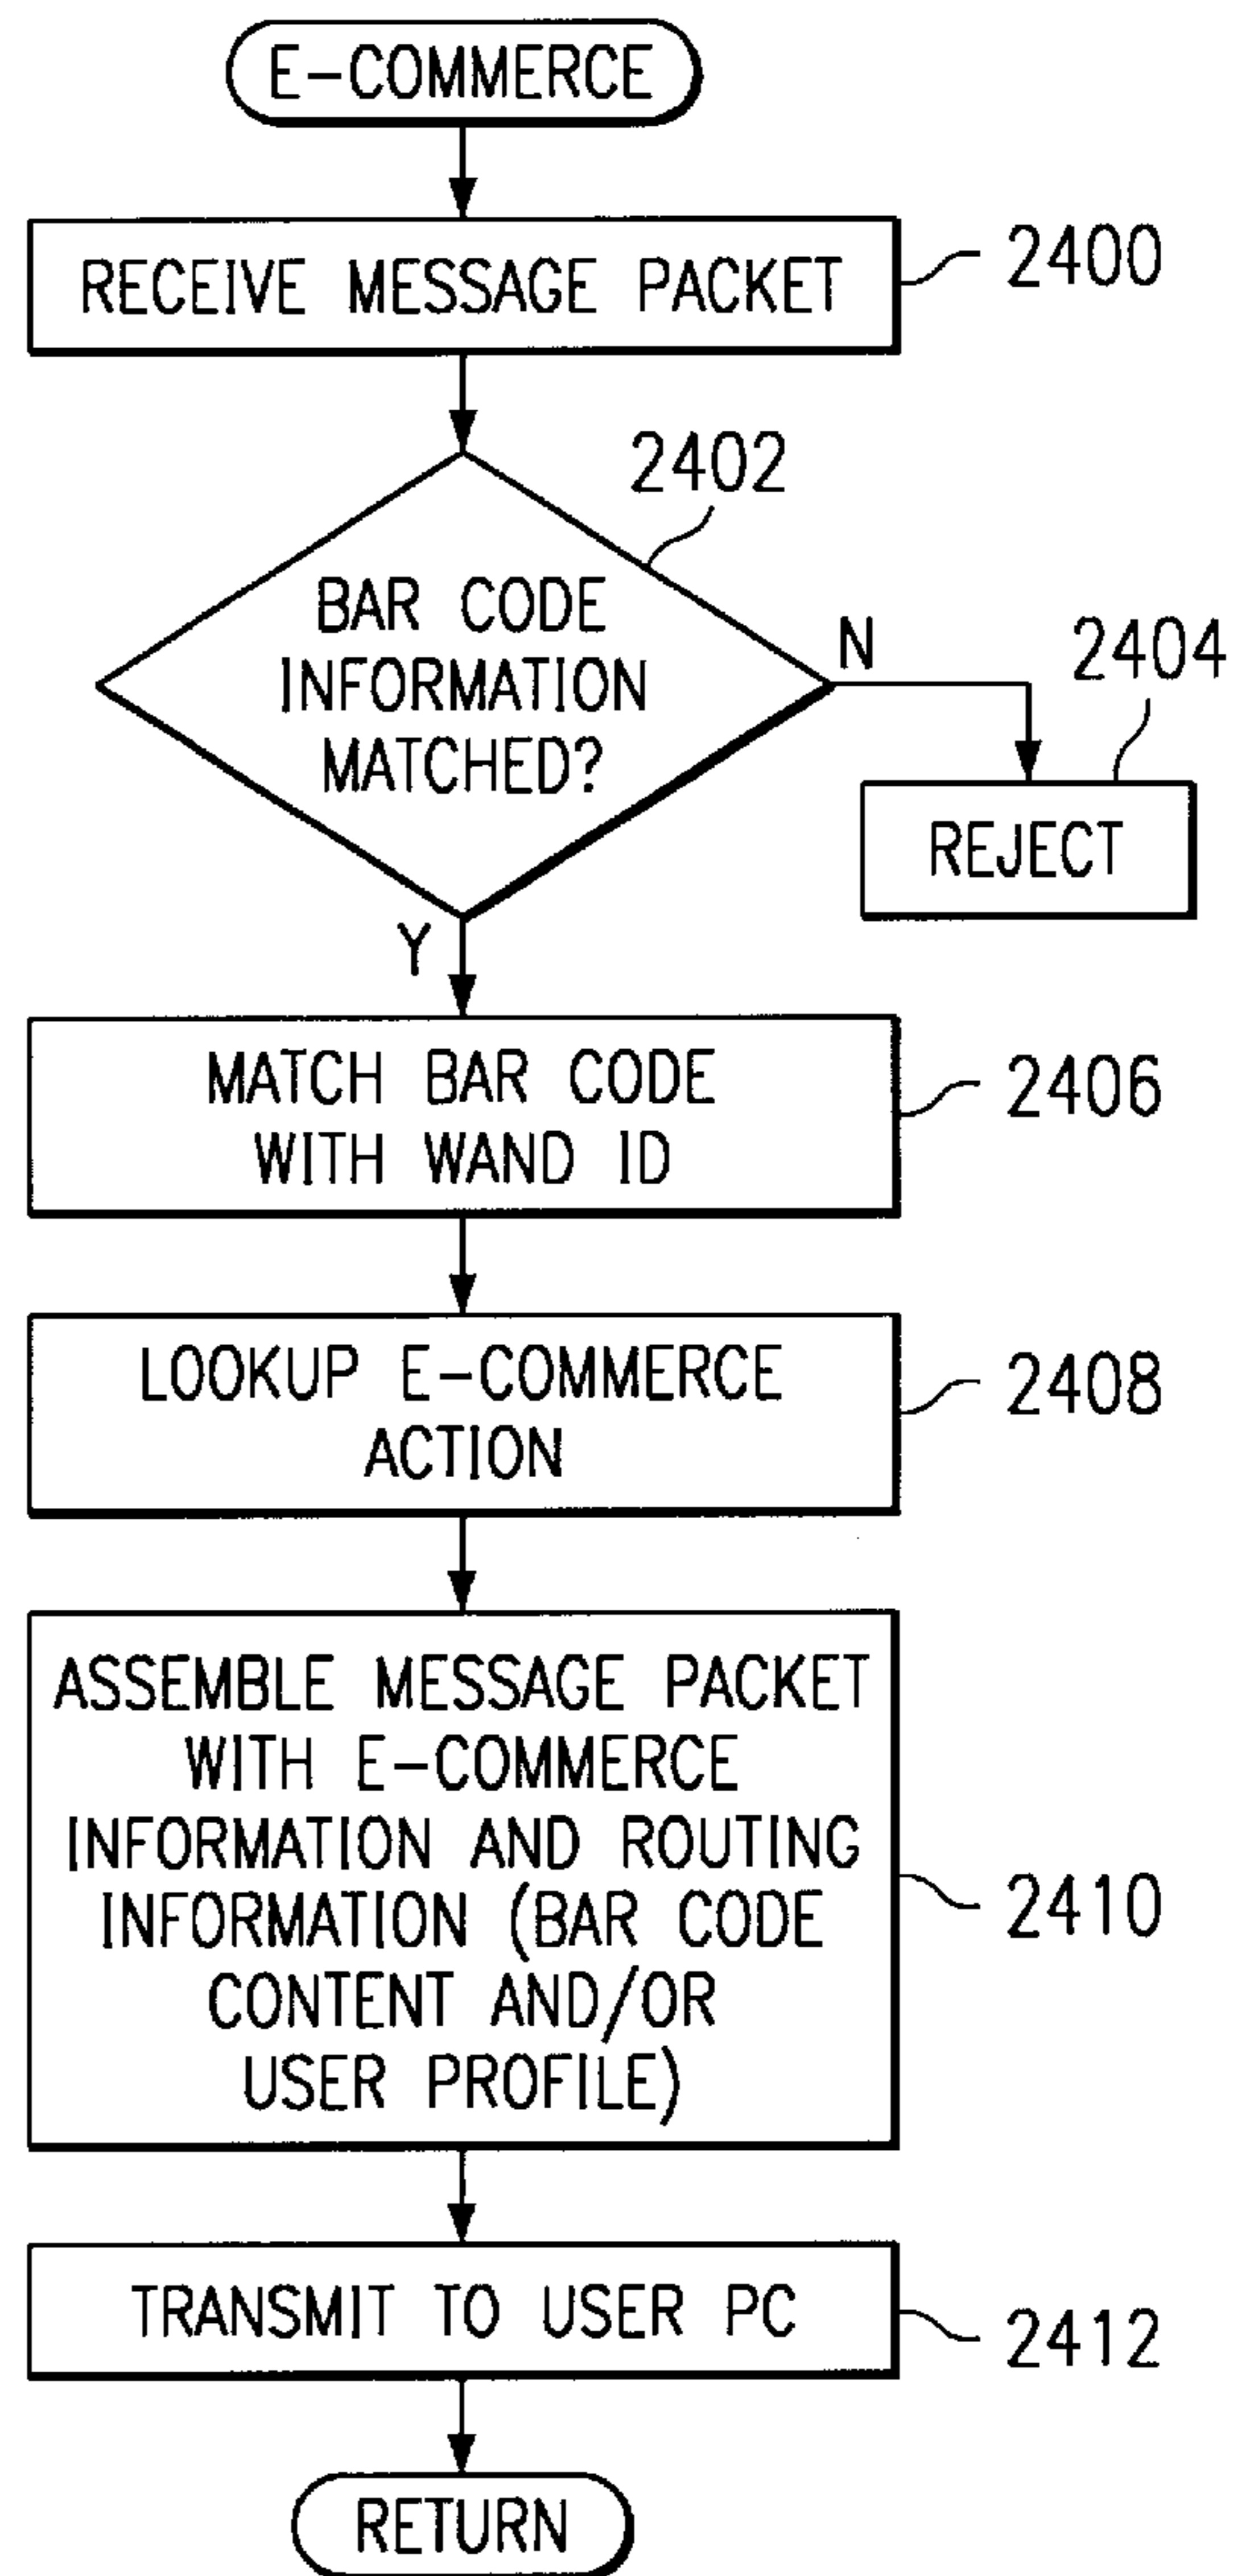 E-COMMERCE
RECEIVE MESSAGE PACKET
2400
2402
BAR CODE
INFORMATION
MATCHED?
N
2404
REJECT
Y
MATCH BAR CODE
WITH WAND ID
2406
LOOKUP E-COMMERCE
ACTION
2408
ASSEMBLE MESSAGE PACKET
WITH E-COMMERCE
INFORMATION AND ROUTING
INFORMATION (BAR CODE
CONTENT AND/OR
USER PROFILE)
2410
TRANSMIT TO USER PC
2412
RETURN